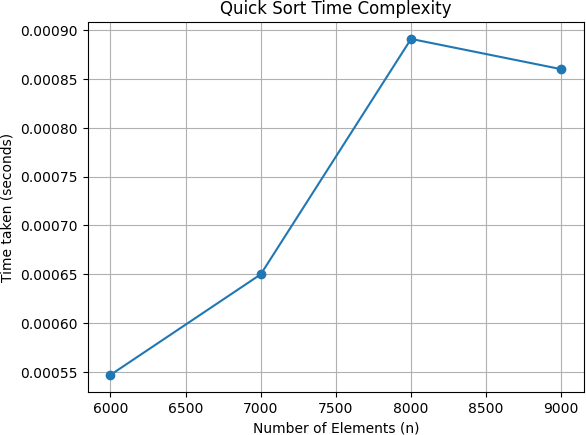 Quick Sort Time Complexity
Time taken (seconds)
0.00090
0.00085
0.00080
0.00075
0.00070
0.00065
0.00060
0.00055
6000 6500 7000 7500 8000 8500 9000
Number of Elements (n)